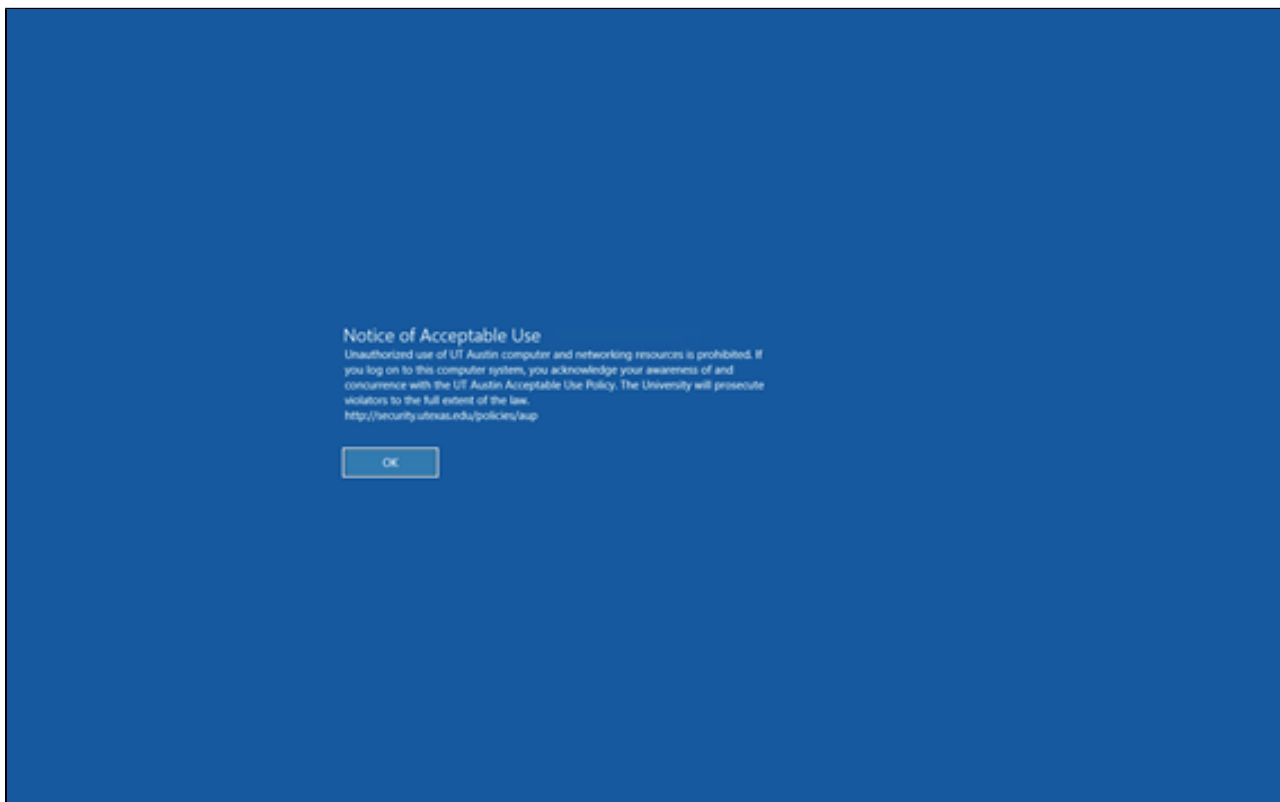 Notice of Acceptable Use
Unauthorized use of UT Austin computer and networking resources is prohibited. If
you log on to this computer system, you acknowledge your awareness of and
concurrence with the UT Austin Acceptable Use Policy. The University will prosecute
violators to the full extent of the law.
http://security.utexas.edu/policies/aup
OK